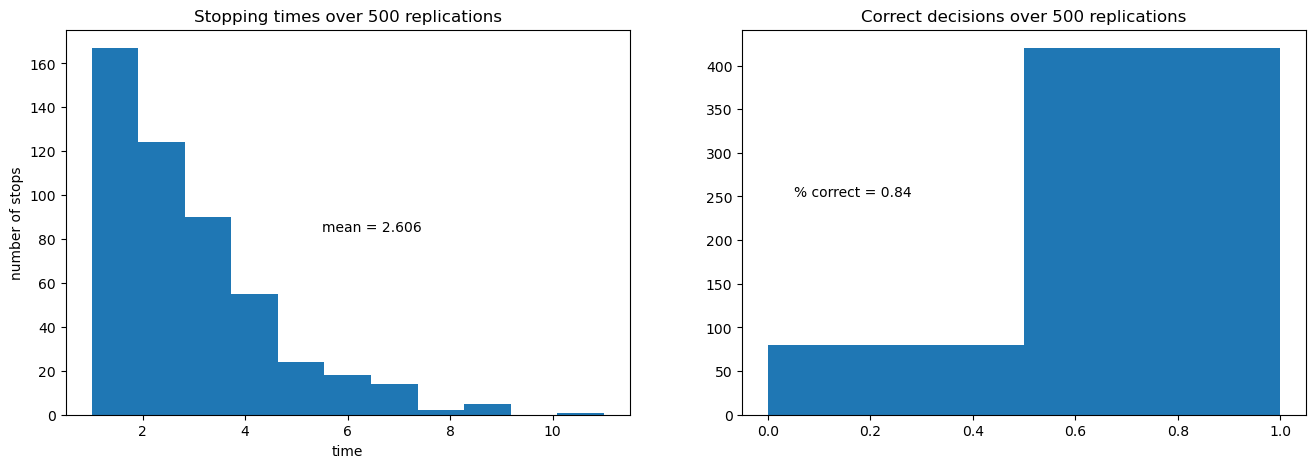 Stopping times over 500 replications
160
140
120
100
80
60
40
20
0
number of stops
mean = 2.606
2 4 6 8 10
time
Correct decisions over 500 replications
400
350
300
250
200
150
100
50
0
% correct = 0.84
0.0 0.2 0.4 0.6 0.8 1.0